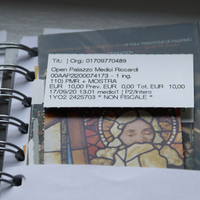 Tit.: | Org: 01709770489
Open Palazzo Medici Riccardi
00AAP2200074173 - 1 ing.
110) PMR + MOSTRA
EUR 10,00 Prev. EUR 0,00 Tot. EUR 10,00
17/09/20 13,01 medici1 | P2/Intero
1YO2 2425703 * NON FISCALE *